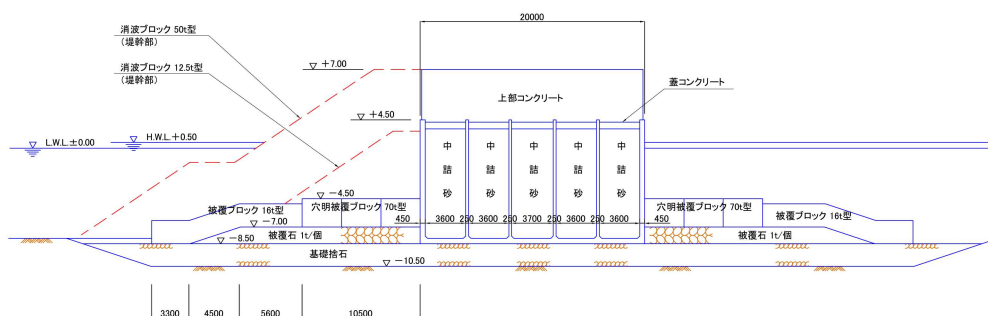 20000
消波ブロック 50t型
(堤幹部)
消波ブロック 12.5t型
(堤幹部)
+7.00
上部コンクリート
蓋コンクリート
+4.50
L.W.L.±0.00
H.W.L.+0.50
中詰砂
中詰砂
中詰砂
中詰砂
中詰砂
-4.50
被覆ブロック 16t型
穴明被覆ブロック 70t型
穴明被覆ブロック 70t型
被覆ブロック 16t型
-7.00
450 3600 250 3600 250 3700 250 3600 250 3600 450
被覆石 1t/個
被覆石 1t/個
-8.50
基礎捨石
-10.50
3300 4500 5600 10500